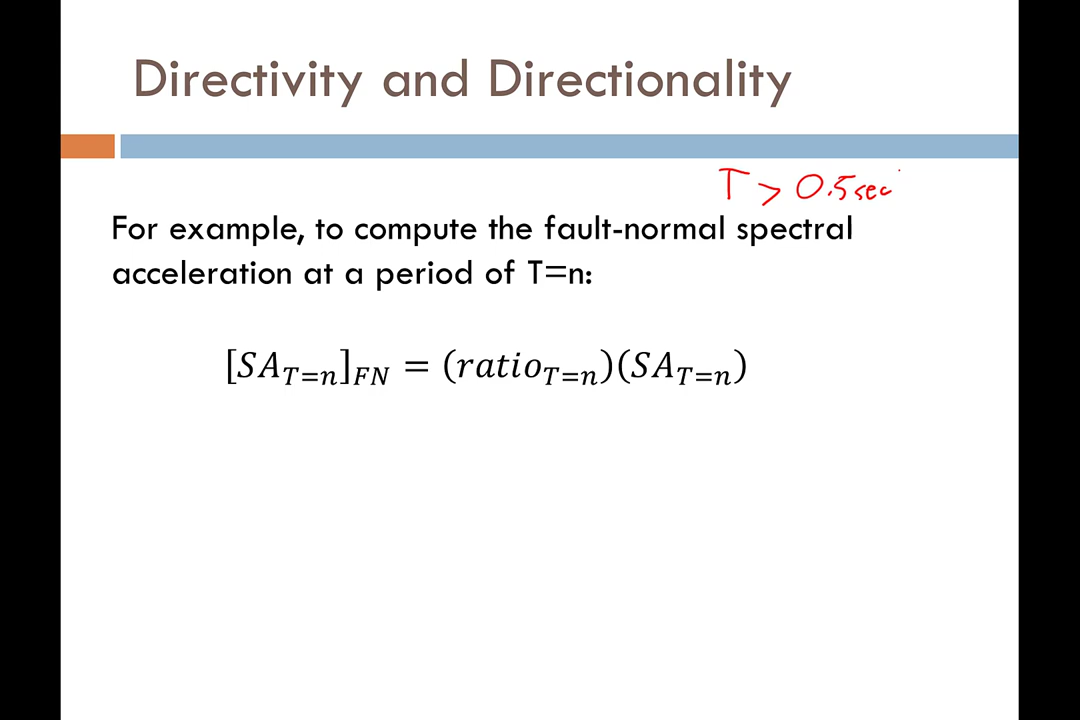 Directivity and Directionality
T > 0.5sec
For example, to compute the fault-normal spectral
acceleration at a period of T=n:
[SA_{T=n}]_{FN} = (ratio_{T=n})(SA_{T=n})